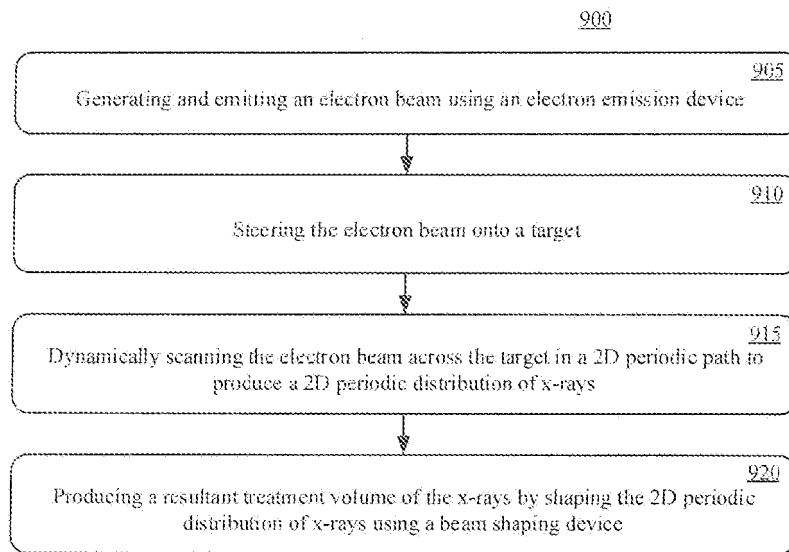 900
905
Generating and emitting an electron beam using an electron emission device
910
Steering the electron beam onto a target
915
Dynamically scanning the electron beam across the target in a 2D periodic path to
produce a 2D periodic distribution of x-rays
920
Producing a resultant treatment volume of the x-rays by shaping the 2D periodic
distribution of x-rays using a beam shaping device